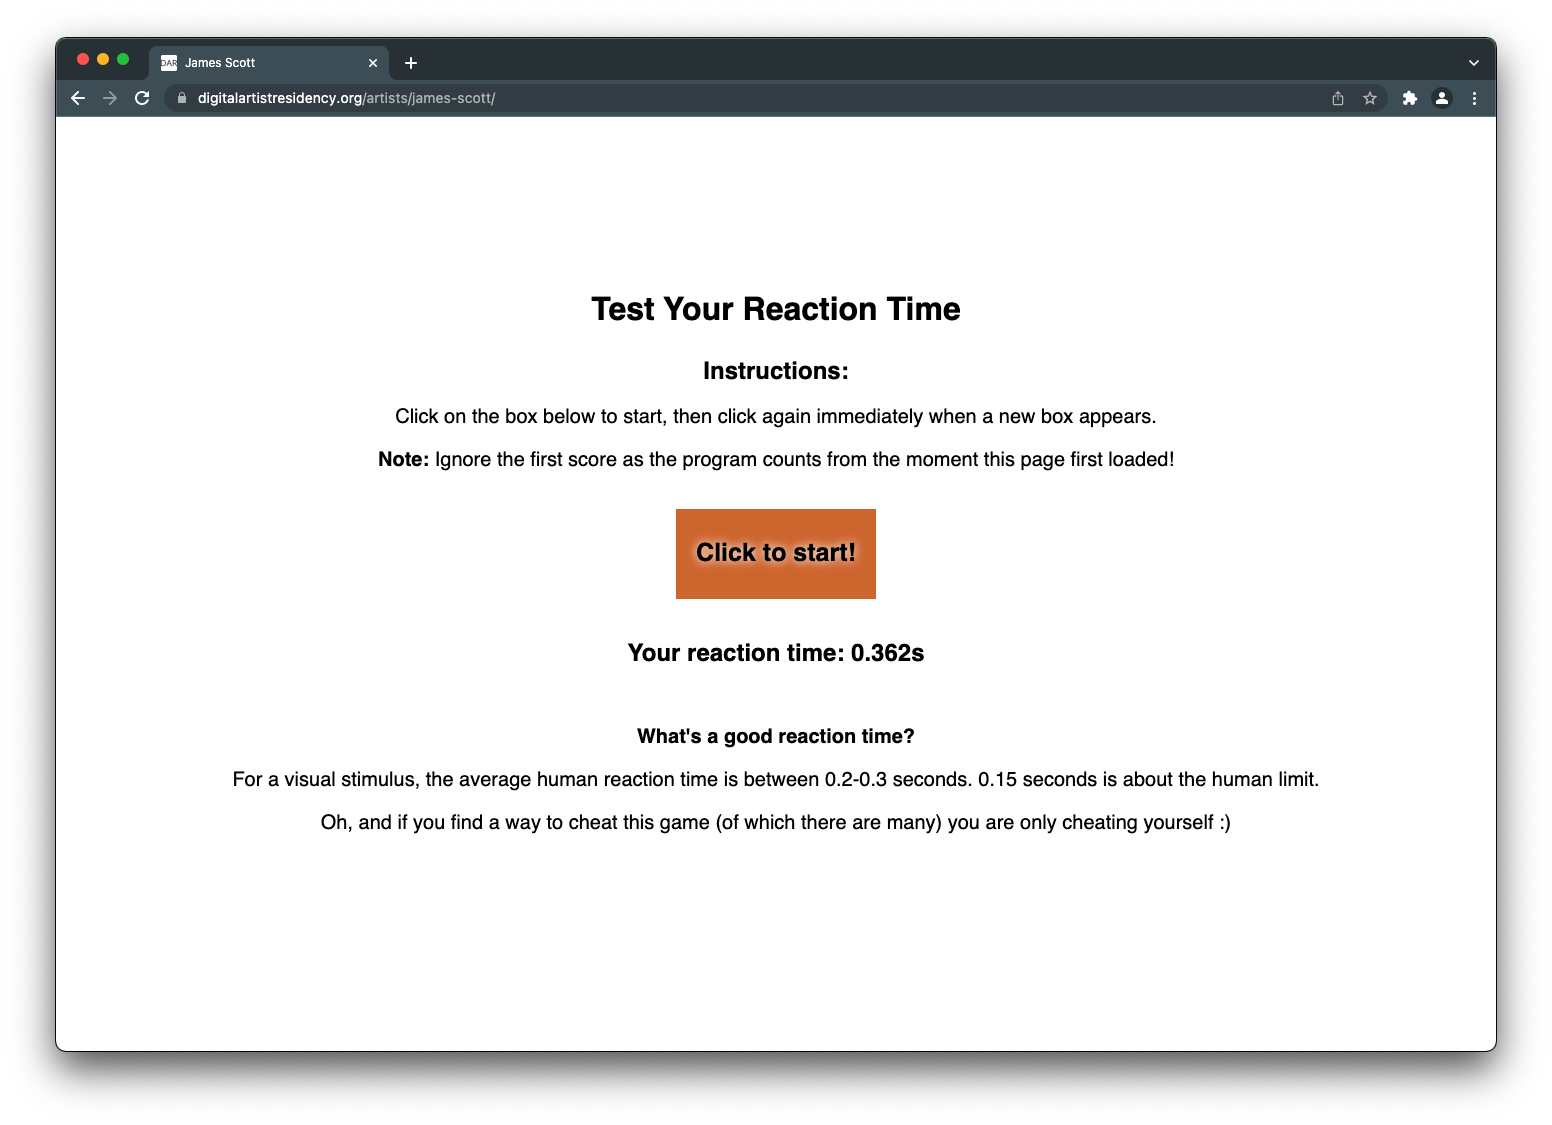 DAR James Scott
digitalartistresidency.org/artists/james-scott/
Test Your Reaction Time
Instructions:
Click on the box below to start, then click again immediately when a new box appears.
Note: Ignore the first score as the program counts from the moment this page first loaded!
Click to start!
Your reaction time: 0.362s
What's a good reaction time?
For a visual stimulus, the average human reaction time is between 0.2-0.3 seconds. 0.15 seconds is about the human limit.
Oh, and if you find a way to cheat this game (of which there are many) you are only cheating yourself :)